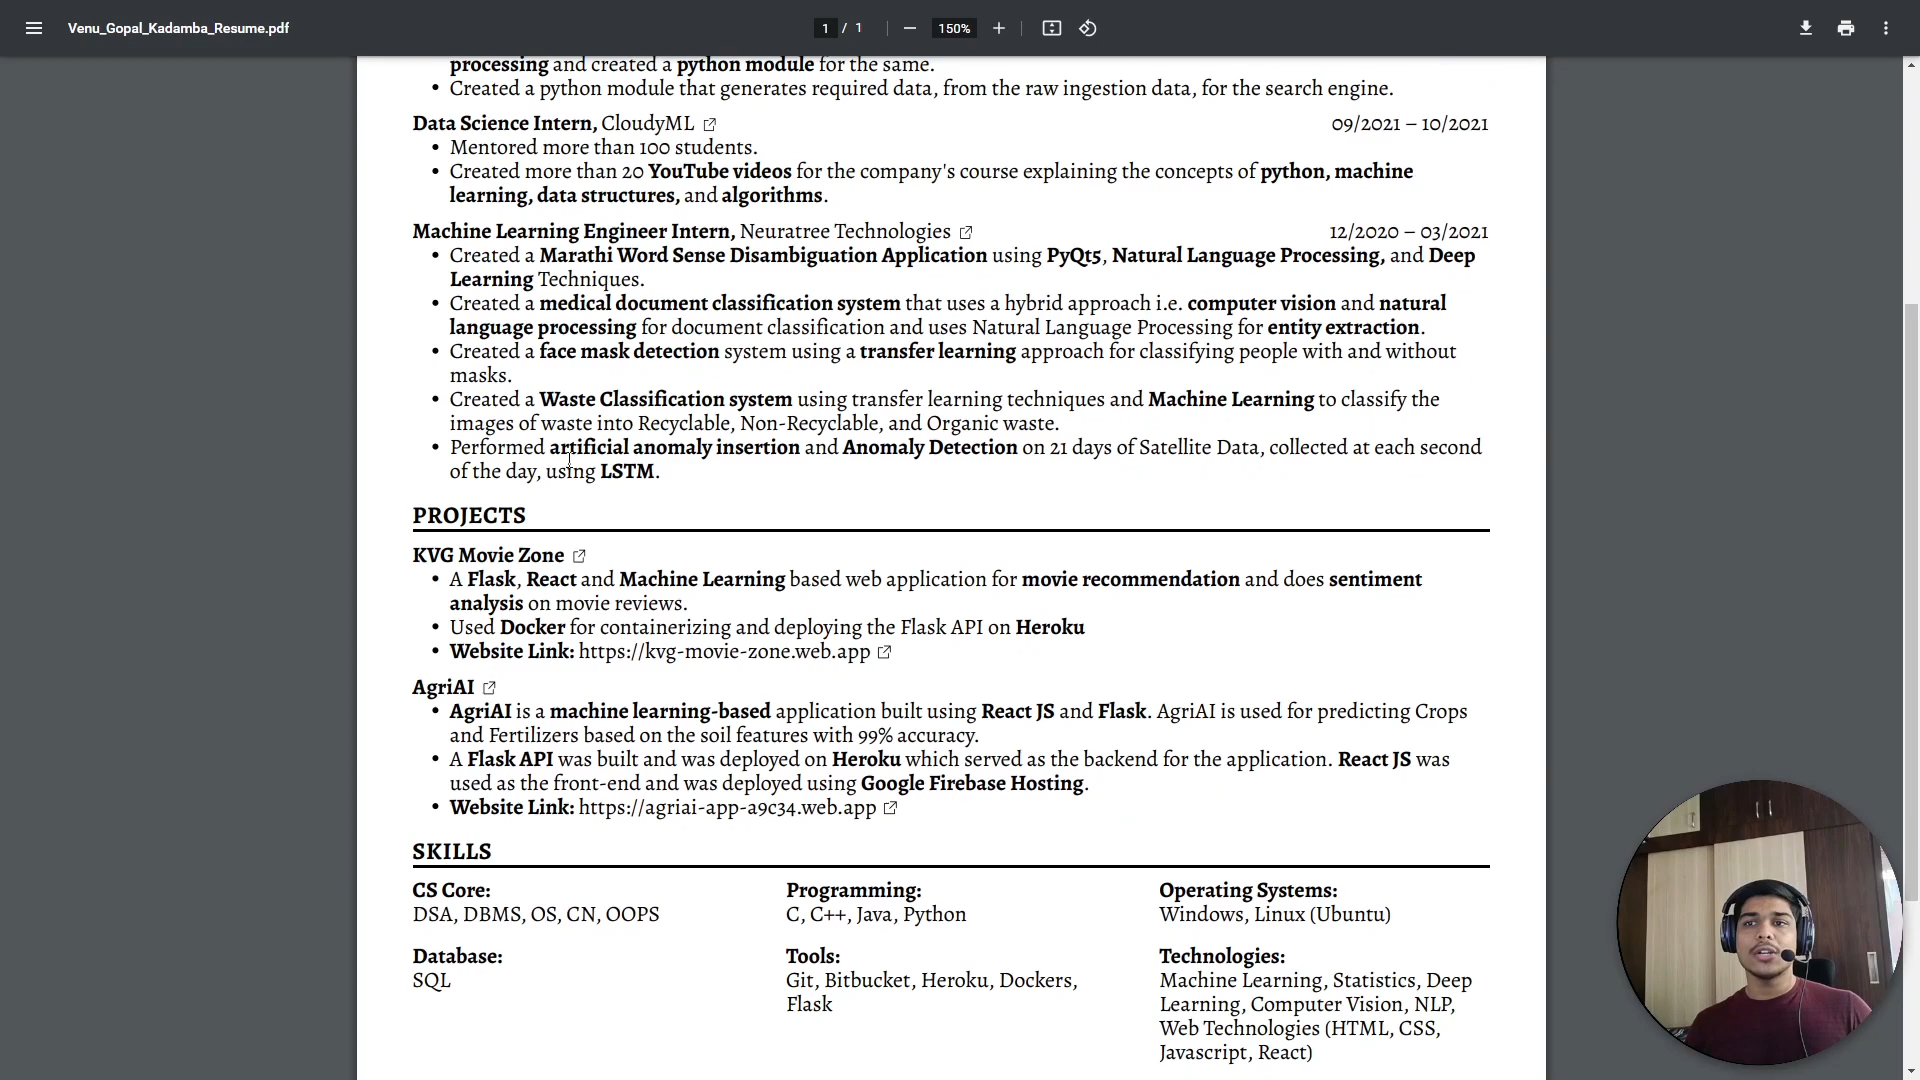 Venu_Gopal_Kadamba_Resume.pdf
1 / 1
150%
processing and created a python module for the same.
• Created a python module that generates required data, from the raw ingestion data, for the search engine.
Data Science Intern, CloudyML 09/2021 – 10/2021
• Mentored more than 100 students.
• Created more than 20 YouTube videos for the company's course explaining the concepts of python, machine
learning, data structures, and algorithms.
Machine Learning Engineer Intern, Neuratree Technologies 12/2020 – 03/2021
• Created a Marathi Word Sense Disambiguation Application using PyQt5, Natural Language Processing, and Deep
Learning Techniques.
• Created a medical document classification system that uses a hybrid approach i.e. computer vision and natural
language processing for document classification and uses Natural Language Processing for entity extraction.
• Created a face mask detection system using a transfer learning approach for classifying people with and without
masks.
• Created a Waste Classification system using transfer learning techniques and Machine Learning to classify the
images of waste into Recyclable, Non-Recyclable, and Organic waste.
• Performed artificial anomaly insertion and Anomaly Detection on 21 days of Satellite Data, collected at each second
of the day, using LSTM.
PROJECTS
KVG Movie Zone
• A Flask, React and Machine Learning based web application for movie recommendation and does sentiment
analysis on movie reviews.
• Used Docker for containerizing and deploying the Flask API on Heroku
• Website Link: https://kvg-movie-zone.web.app
AgriAI
• AgriAI is a machine learning-based application built using React JS and Flask. AgriAI is used for predicting Crops
and Fertilizers based on the soil features with 99% accuracy.
• A Flask API was built and was deployed on Heroku which served as the backend for the application. React JS was
used as the front-end and was deployed using Google Firebase Hosting.
• Website Link: https://agriai-app-a9c34.web.app
SKILLS
CS Core:
DSA, DBMS, OS, CN, OOPS
Programming:
C, C++, Java, Python
Operating Systems:
Windows, Linux (Ubuntu)
Database:
SQL
Tools:
Git, Bitbucket, Heroku, Dockers,
Flask
Technologies:
Machine Learning, Statistics, Deep
Learning, Computer Vision, NLP,
Web Technologies (HTML, CSS,
Javascript, React)